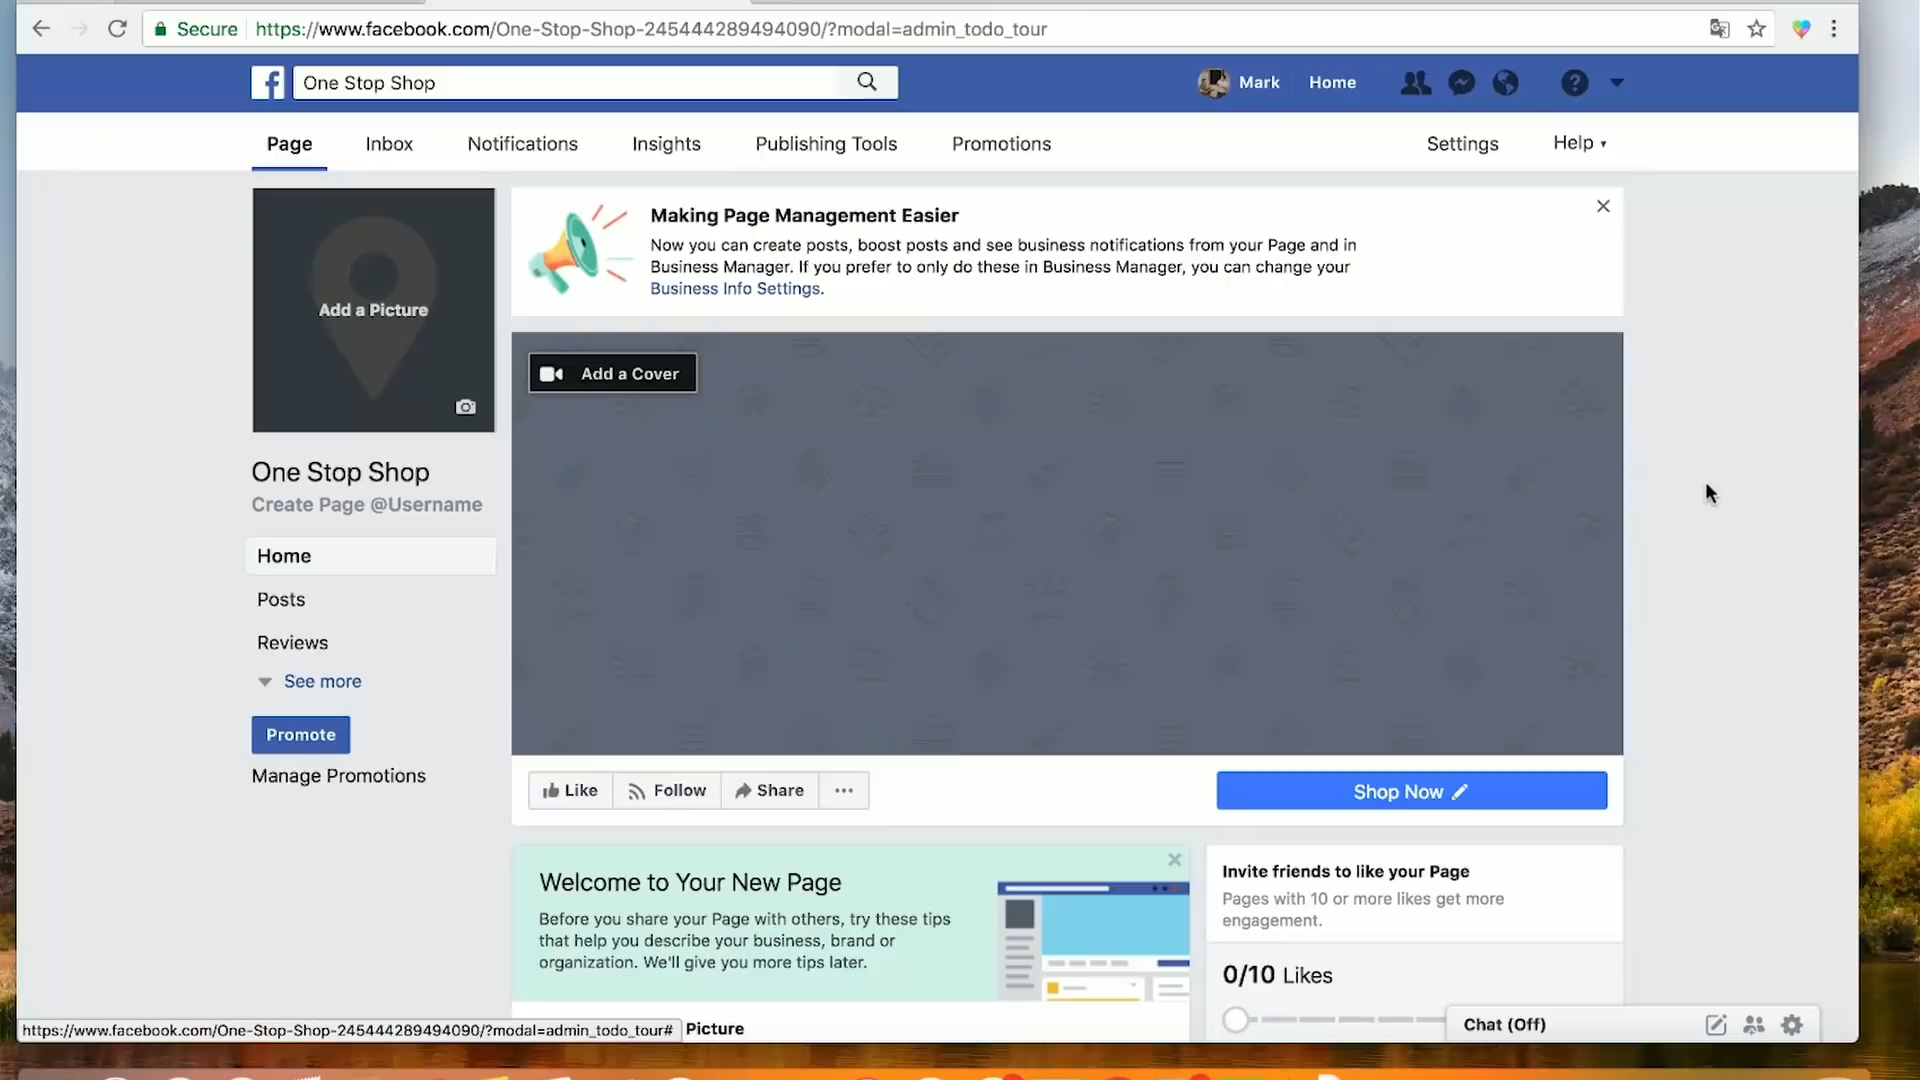 Secure https://www.facebook.com/One-Stop-Shop-245444289494090/?modal=admin_todo_tour
One Stop Shop
Mark Home
Page Inbox Notifications Insights Publishing Tools Promotions Settings Help
Add a Picture
Making Page Management Easier
Now you can create posts, boost posts and see business notifications from your Page and in
Business Manager. If you prefer to only do these in Business Manager, you can change your
Business Info Settings.
Add a Cover
One Stop Shop
Create Page @Username
Home
Posts
Reviews
See more
Promote
Manage Promotions
Like Follow Share ...
Shop Now
Welcome to Your New Page
Before you share your Page with others, try these tips
that help you describe your business, brand or
organization. We'll give you more tips later.
Invite friends to like your Page
Pages with 10 or more likes get more
engagement.
0/10 Likes
Chat (Off)
https://www.facebook.com/One-Stop-Shop-245444289494090/?modal=admin_todo_tour#
Picture